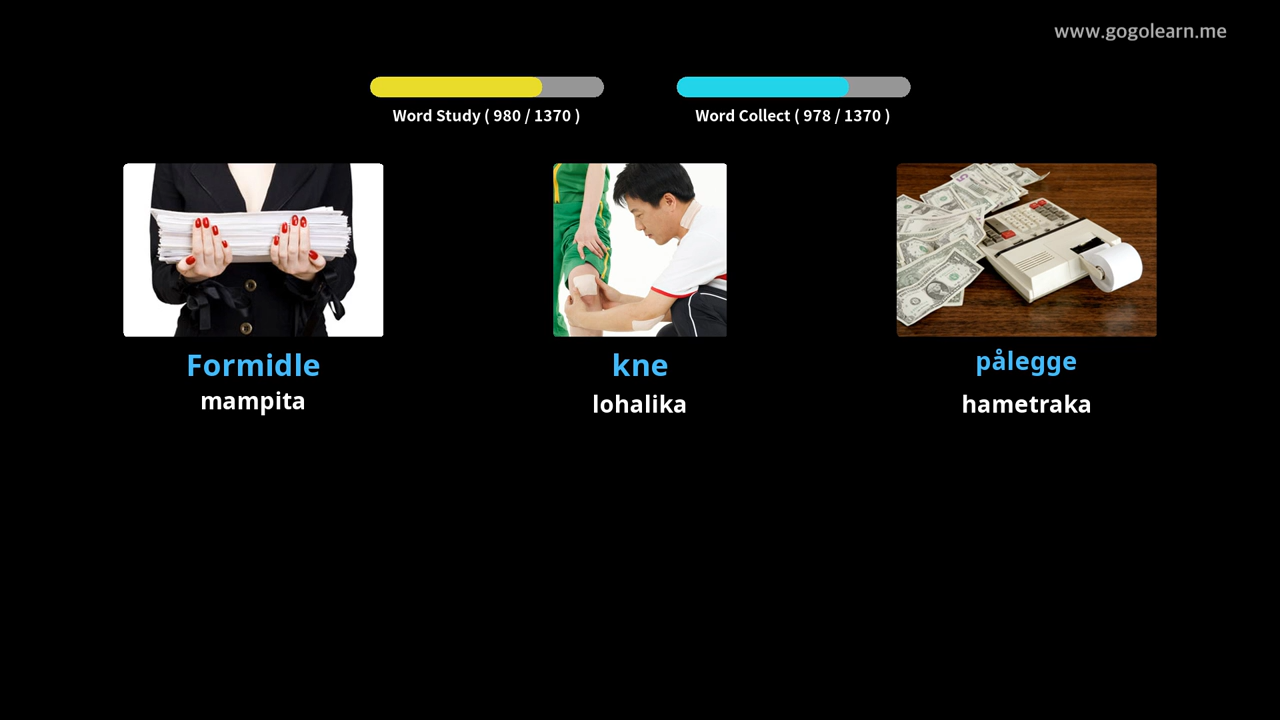 www.gogolearn.me
Word Study ( 980 / 1370 )
Word Collect ( 978 / 1370 )
Formidle
mampita
kne
lohalika
pålegge
hametraka